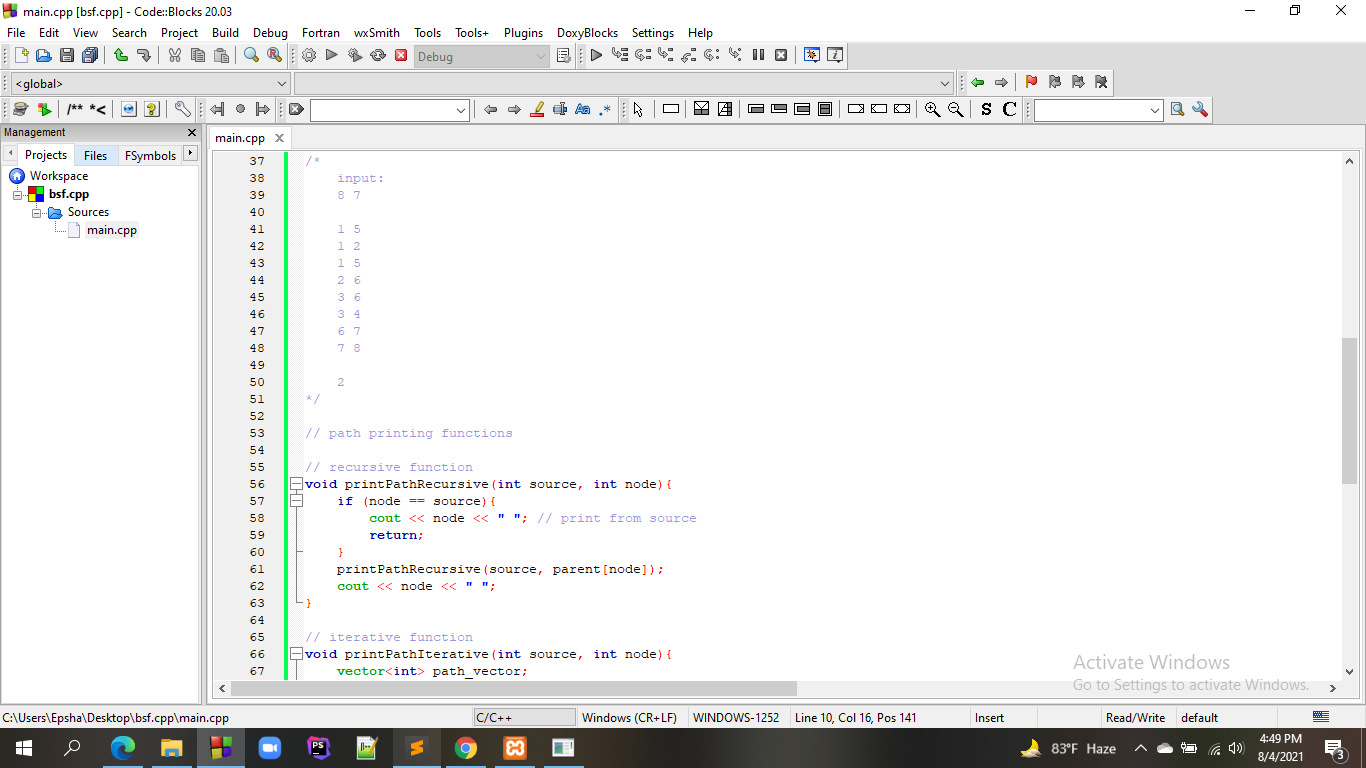 main.cpp [bsf.cpp] - Code::Blocks 20.03
File Edit View Search Project Build Debug Fortran wxSmith Tools Tools+ Plugins DoxyBlocks Settings Help
Debug
<global>
/** *< Aa .* S C
Management
main.cpp
Projects Files FSymbols
Workspace
bsf.cpp
Sources
main.cpp
37 /*
38 input:
39 8 7
40
41 1 5
42 1 2
43 1 5
44 2 6
45 3 6
46 3 4
47 6 7
48 7 8
49
50 2
51 */
52
53 // path printing functions
54
55 // recursive function
56 void printPathRecursive(int source, int node){
57 if (node == source){
58 cout << node << " "; // print from source
59 return;
60 }
61 printPathRecursive(source, parent[node]);
62 cout << node << " ";
63 }
64
65 // iterative function
66 void printPathIterative(int source, int node){
67 vector<int> path_vector;
Activate Windows
Go to Settings to activate Windows.
C:\Users\Epsha\Desktop\bsf.cpp\main.cpp C/C++ Windows (CR+LF) WINDOWS-1252 Line 10, Col 16, Pos 141 Insert Read/Write default
83°F Haze
4:49 PM
8/4/2021
3